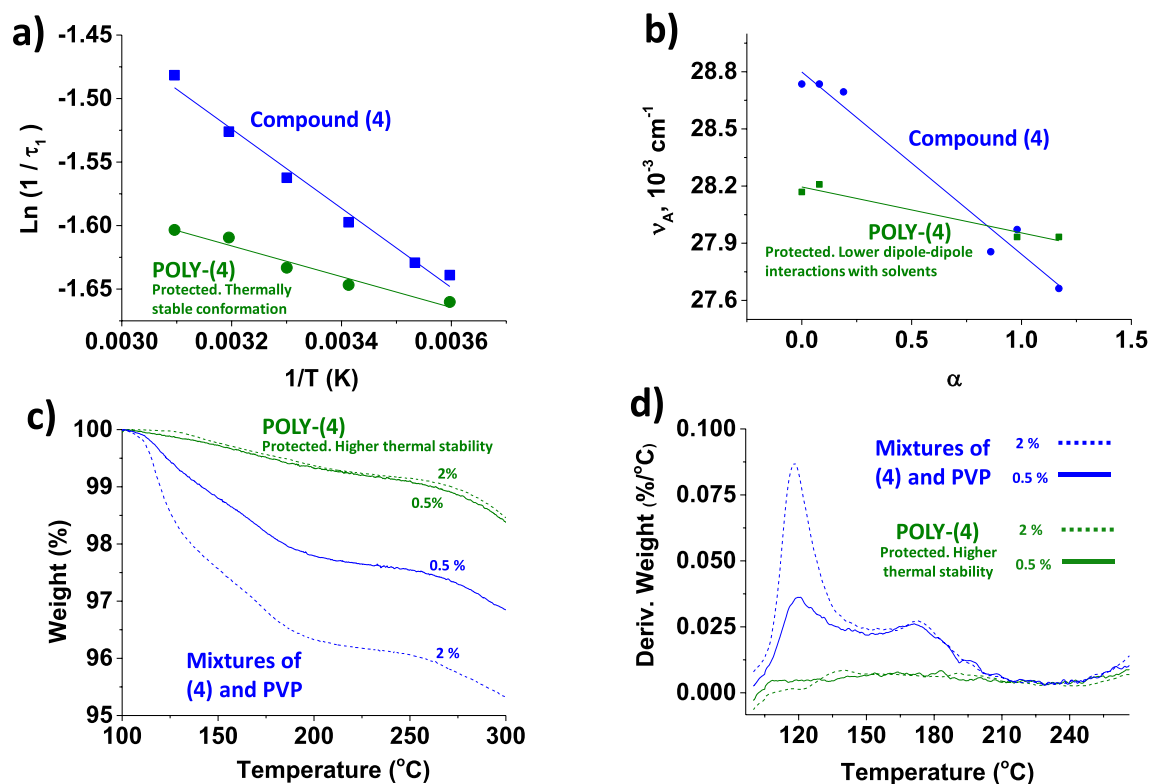 a)
-1.45
-1.50
-1.55
-1.60
-1.65
Ln (1 / τ1 )
Compound (4)
POLY-(4)
Protected. Thermally
stable conformation
0.0030
0.0032
0.0034
0.0036
1/T (K)
b)
28.8
28.5
28.2
27.9
27.6
νA, 10-3 cm-1
Compound (4)
POLY-(4)
Protected. Lower dipole-dipole
interactions with solvents
0.0
0.5
1.0
1.5
α
c)
100
99
98
97
96
95
Weight (%)
POLY-(4)
Protected. Higher thermal stability
2%
0.5%
0.5 %
2 %
Mixtures of
(4) and PVP
100
150
200
250
300
Temperature (oC)
d)
0.100
0.075
0.050
0.025
0.000
Deriv. Weight (%/oC)
Mixtures of
(4) and PVP
2 %
0.5 %
POLY-(4)
Protected. Higher
thermal stability
2 %
0.5 %
120
150
180
210
240
Temperature (oC)